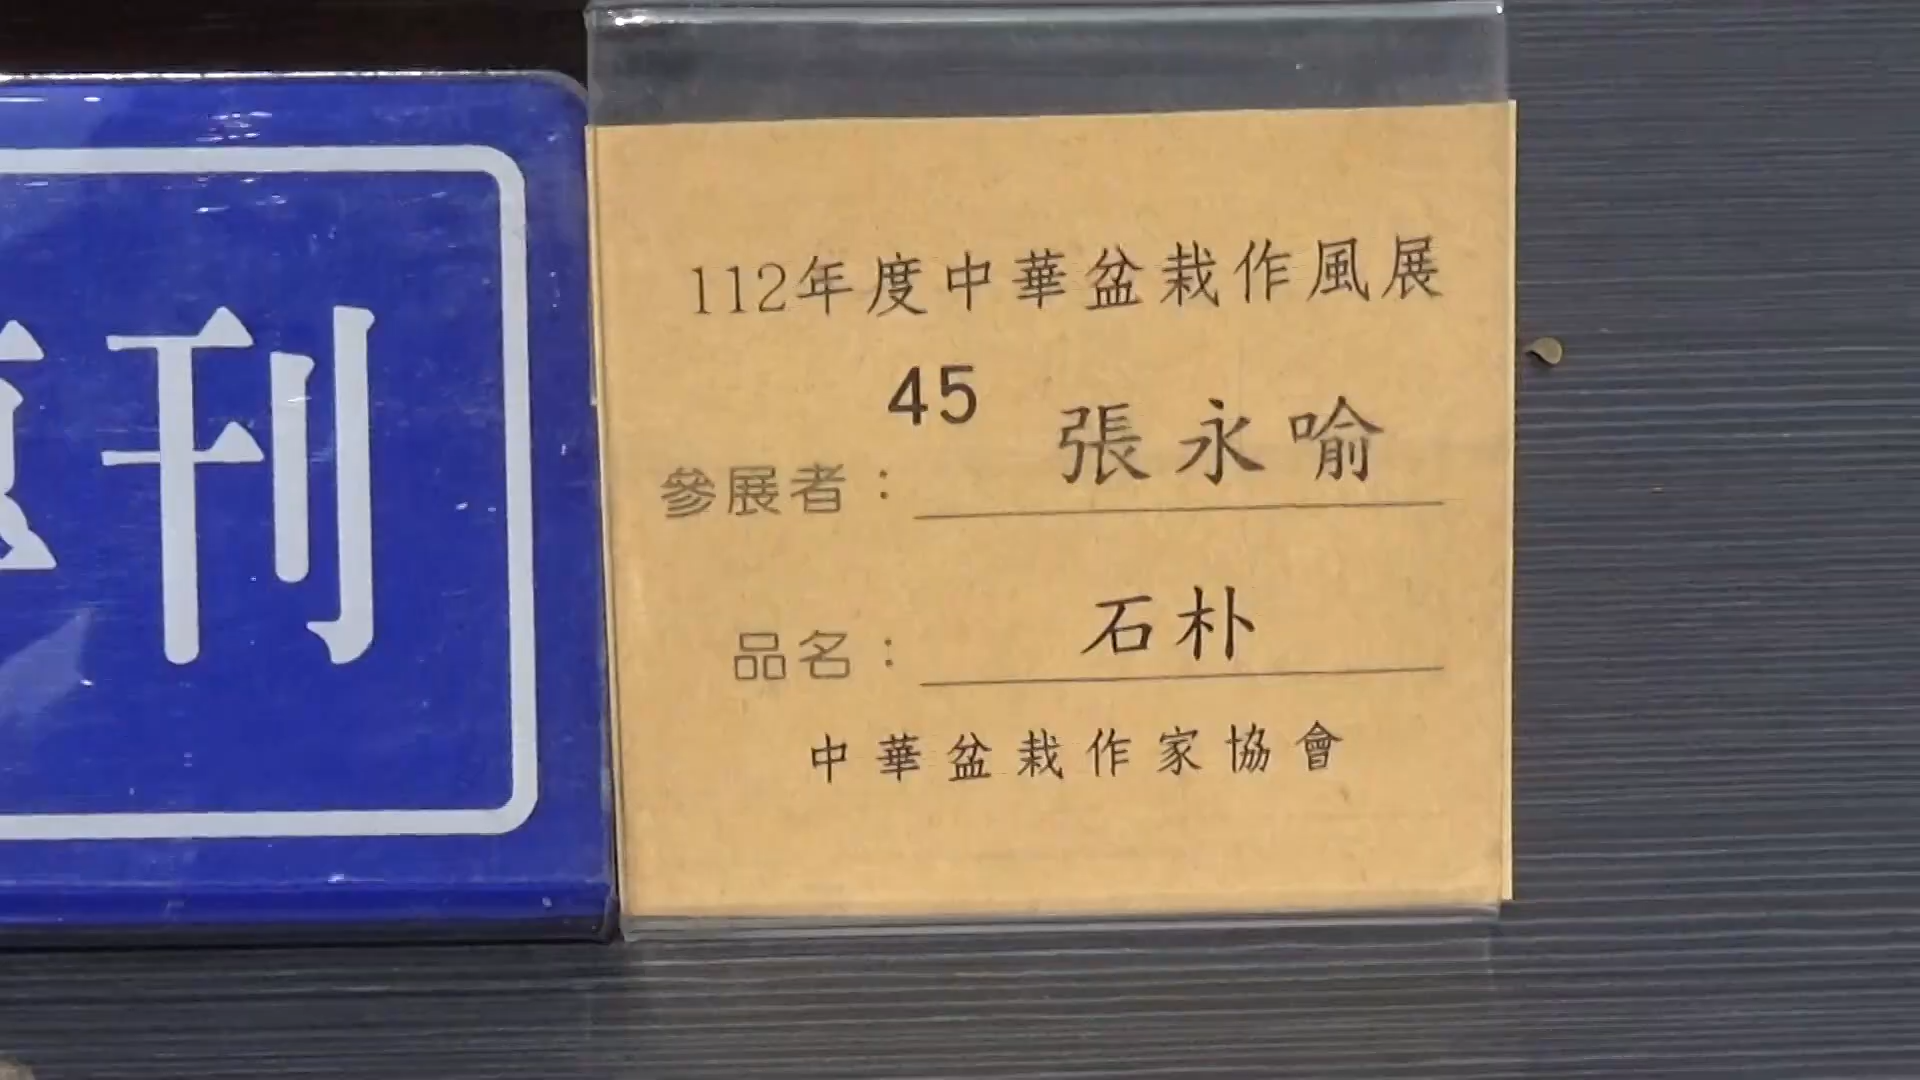 刊
112年度中華盆栽作風展
45
參展者： 張永喻
品名： 石朴
中華盆栽作家協會